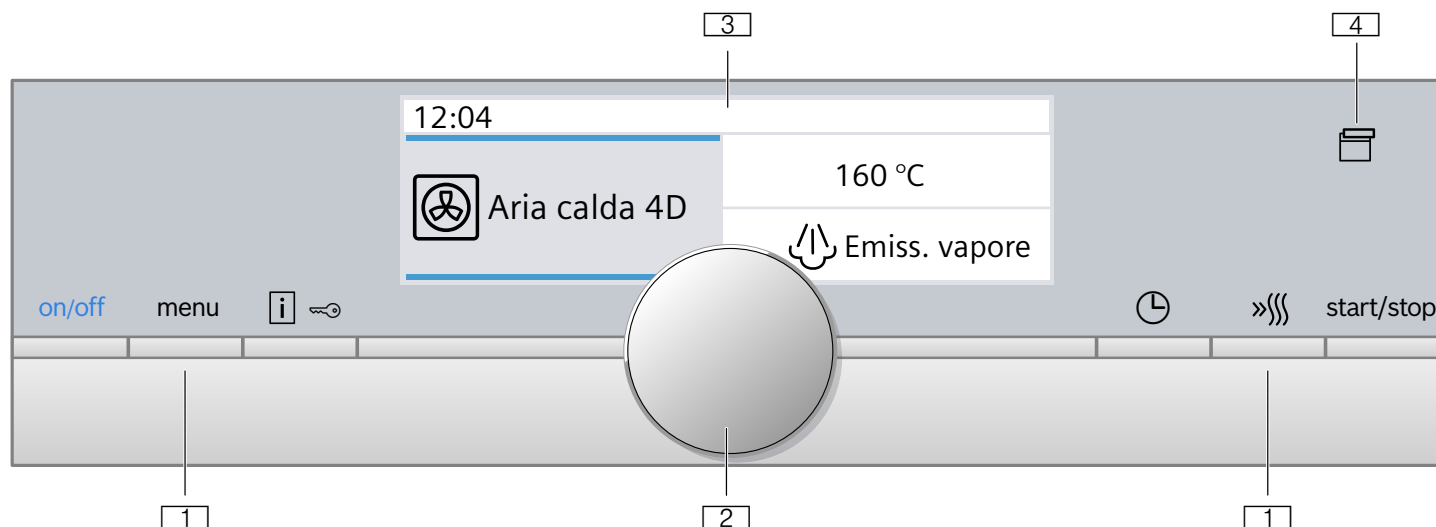 3 4
12:04
160 °C
Aria calda 4D
Emiss. vapore
on/off menu i start/stop
1 2 1